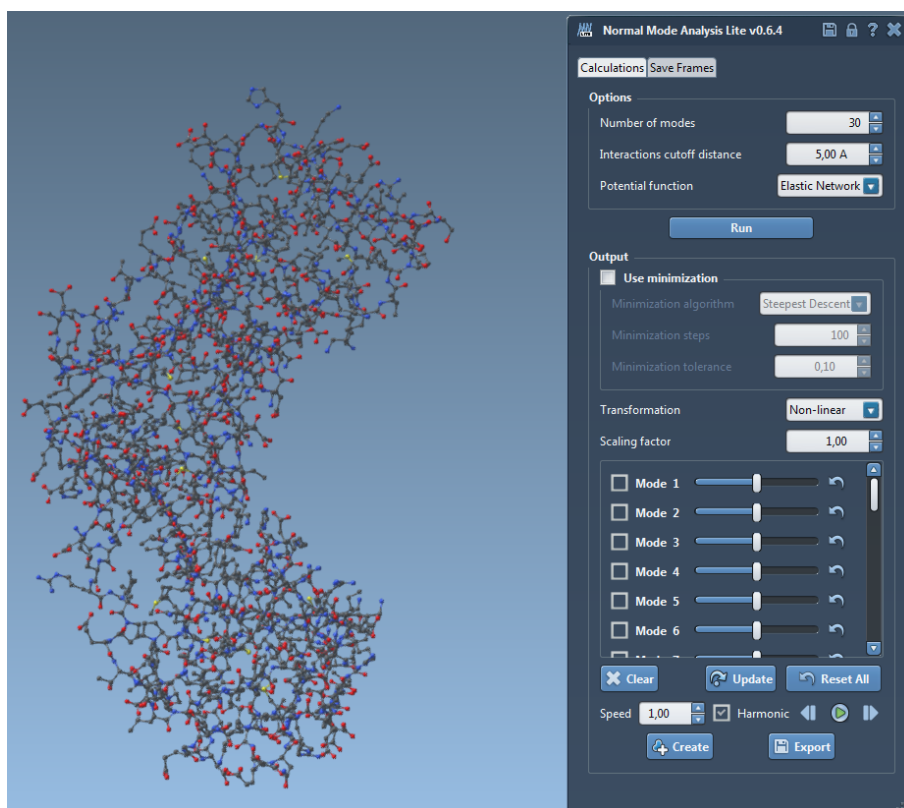 Normal Mode Analysis Lite v0.6.4
Calculations Save Frames
Options
Number of modes 30
Interactions cutoff distance 5,00 A
Potential function Elastic Network
Run
Output
Use minimization
Minimization algorithm Steepest Descent
Minimization steps 100
Minimization tolerance 0,10
Transformation Non-linear
Scaling factor 1,00
Mode 1
Mode 2
Mode 3
Mode 4
Mode 5
Mode 6
Clear Update Reset All
Speed 1,00 Harmonic
Create Export